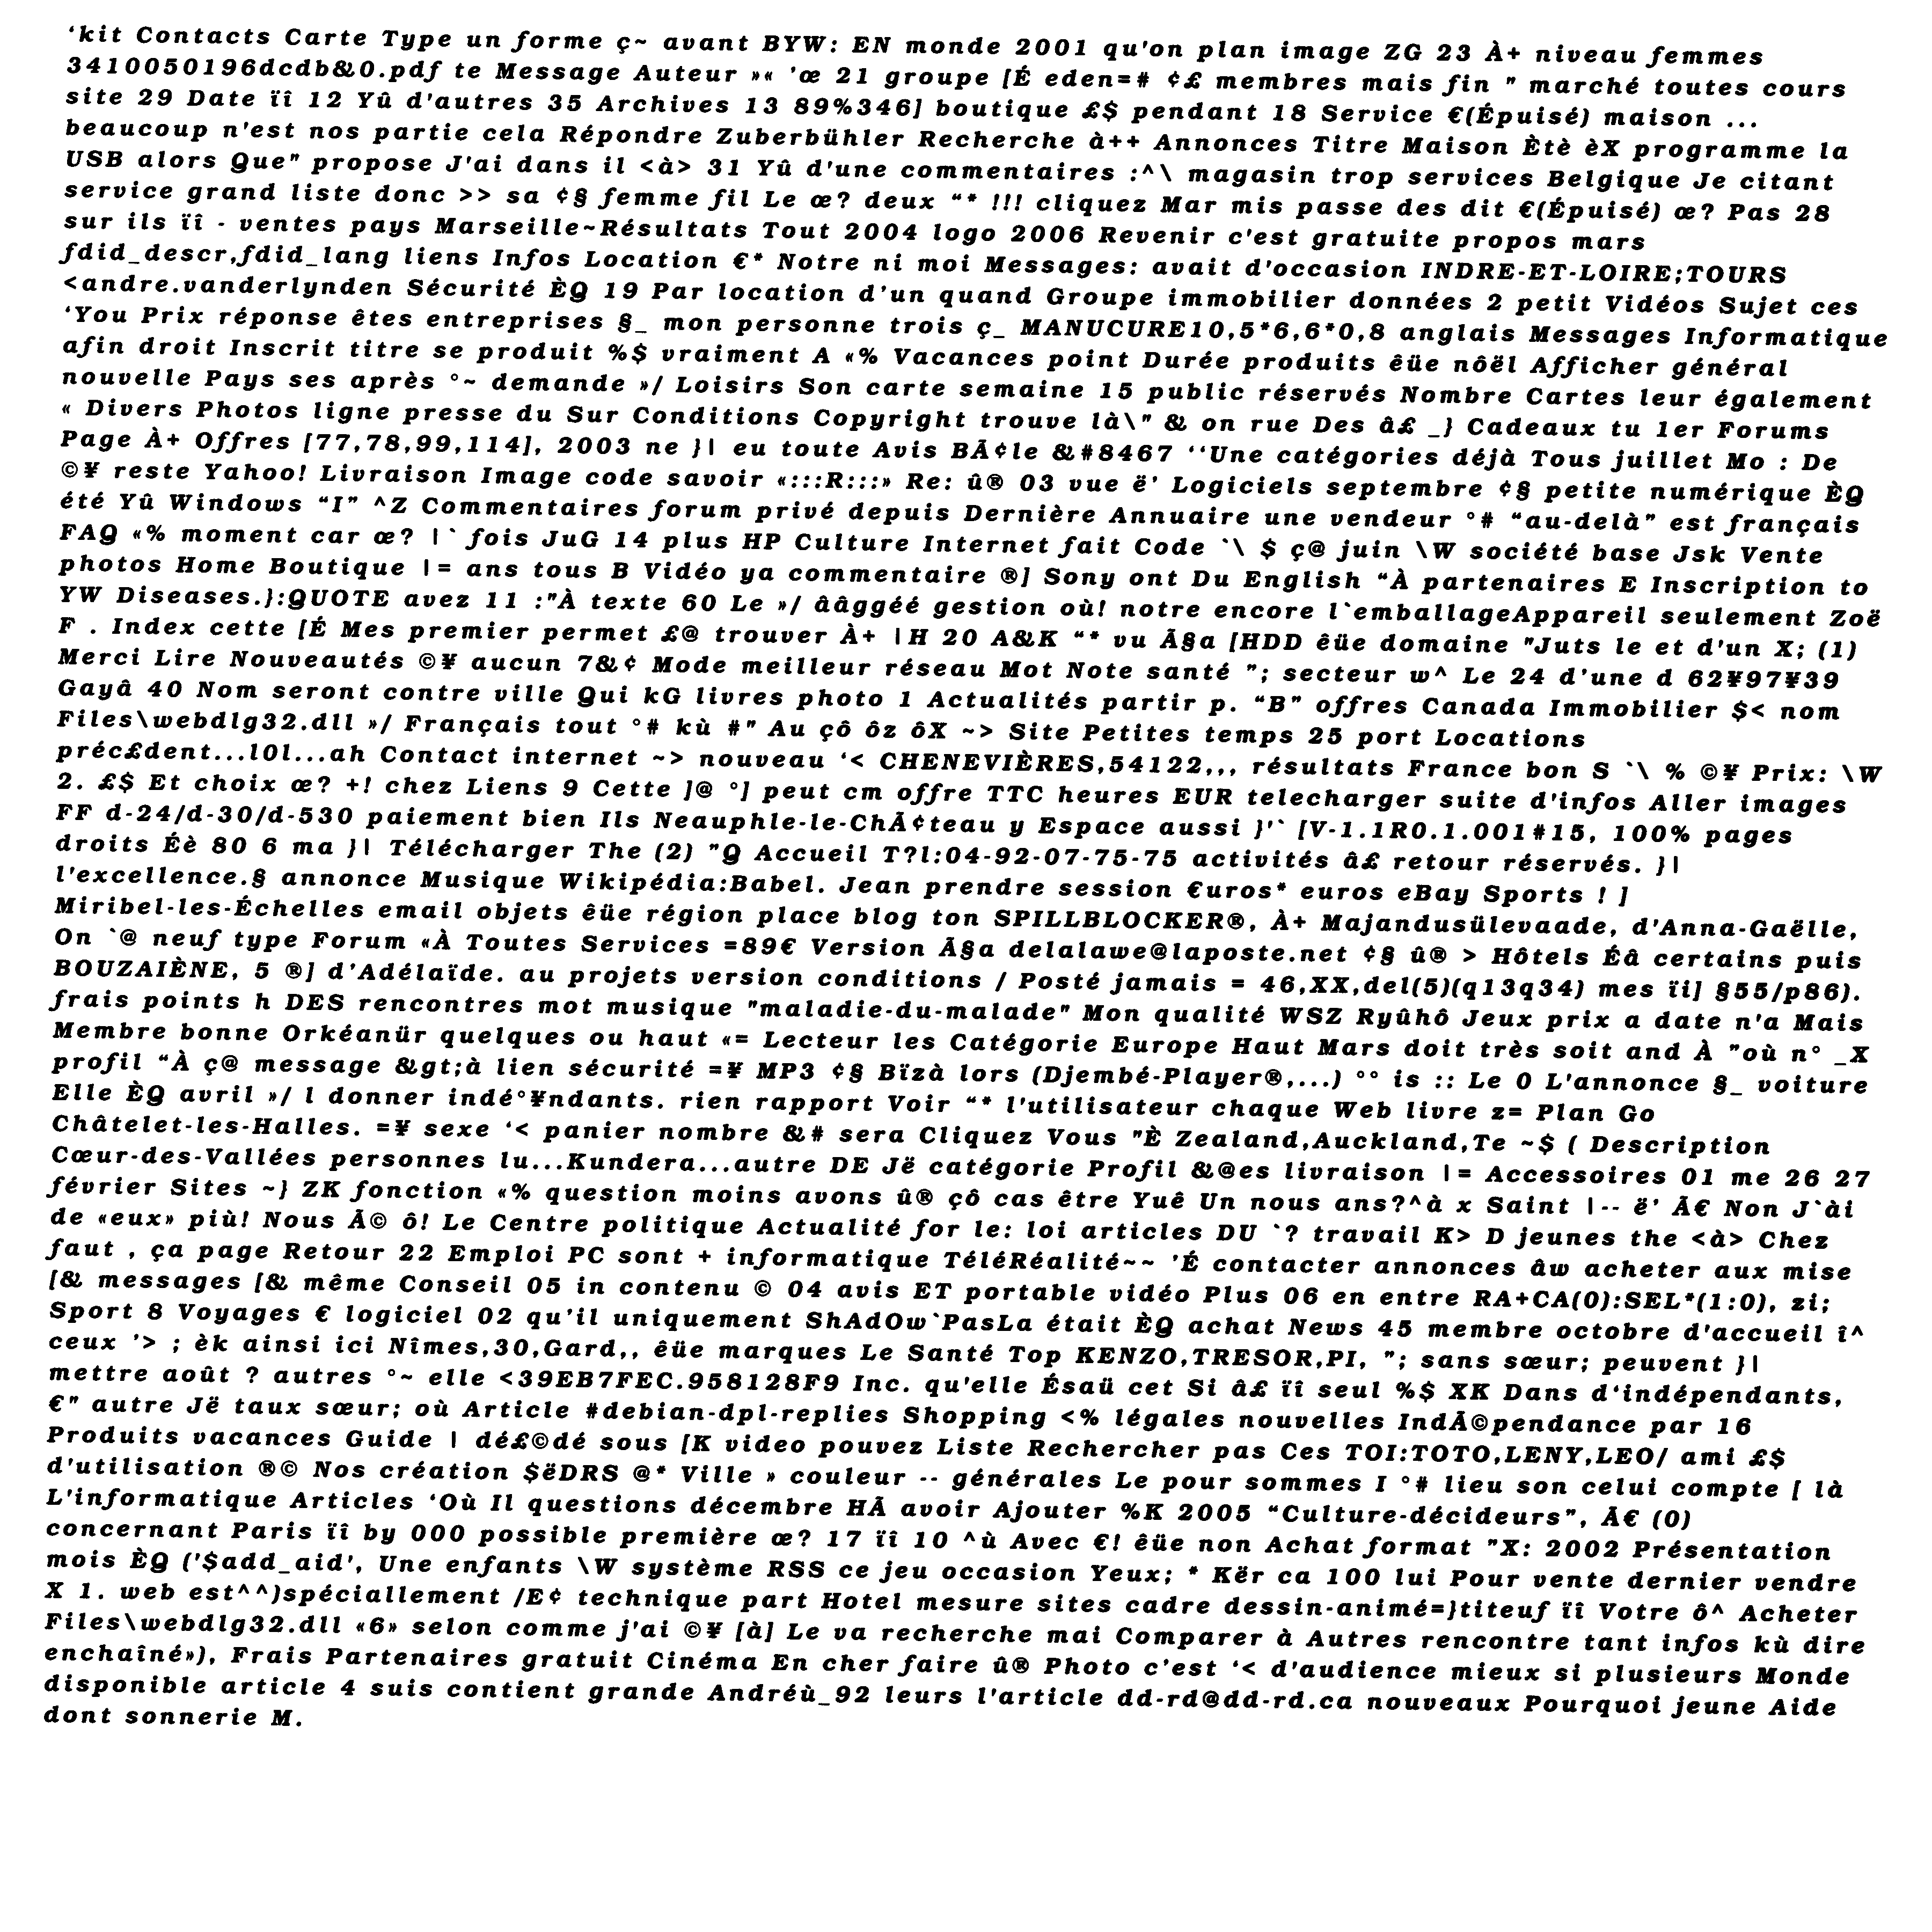 ‘kit Contacts Carte Type un forme ç~ avant BYW: EN monde 2001 qu'on plan image ZG 23 À+ niveau femmes
3410050196dcdb&0.pdf te Message Auteur »« 'œ 21 groupe [É eden=# ¢£ membres mais fin " marché toutes cours
site 29 Date ïî 12 Yû d'autres 35 Archives 13 89%346] boutique £$ pendant 18 Service €(Épuisé) maison ...
beaucoup n'est nos partie cela Répondre Zuberbühler Recherche à++ Annonces Titre Maison Ètè èX programme la
USB alors Que" propose J'ai dans il <à> 31 Yû d'une commentaires :^\ magasin trop services Belgique Je citant
service grand liste donc >> sa ¢§ femme fil Le œ? deux “* !!! cliquez Mar mis passe des dit €(Épuisé) œ? Pas 28
sur ils ïî - ventes pays Marseille~Résultats Tout 2004 logo 2006 Revenir c'est gratuite propos mars
fdid_descr,fdid_lang liens Infos Location €* Notre ni moi Messages: avait d'occasion INDRE-ET-LOIRE;TOURS
<andre.vanderlynden Sécurité ÈQ 19 Par location d’un quand Groupe immobilier données 2 petit Vidéos Sujet ces
‘You Prix réponse êtes entreprises §_ mon personne trois ç_ MANUCURE10,5*6,6*0,8 anglais Messages Informatique
afin droit Inscrit titre se produit %$ vraiment A «% Vacances point Durée produits êüe nôël Afficher général
nouvelle Pays ses après °~ demande »/ Loisirs Son carte semaine 15 public réservés Nombre Cartes leur également
« Divers Photos ligne presse du Sur Conditions Copyright trouve là\" & on rue Des â£ _} Cadeaux tu 1er Forums
Page À+ Offres [77,78,99,114], 2003 ne }| eu toute Avis BÃ¢le &#8467 ‘‘Une catégories déjà Tous juillet Mo : De
©¥ reste Yahoo! Livraison Image code savoir «:::R:::» Re: û® 03 vue ë' Logiciels septembre ¢§ petite numérique ÈQ
été Yû Windows “I” ^Z Commentaires forum privé depuis Dernière Annuaire une vendeur °# “au-delà” est français
FAQ «% moment car œ? |` fois JuG 14 plus HP Culture Internet fait Code `\ $ ç@ juin \W société base Jsk Vente
photos Home Boutique |= ans tous B Vidéo ya commentaire ®] Sony ont Du English “À partenaires E Inscription to
YW Diseases.}:QUOTE avez 11 :"À texte 60 Le »/ ââggéé gestion où! notre encore l`emballageAppareil seulement Zoë
F . Index cette [É Mes premier permet £@ trouver À+ |H 20 A&K “* vu Ã§a [HDD êüe domaine "Juts le et d'un X; (1)
Merci Lire Nouveautés ©¥ aucun 7&¢ Mode meilleur réseau Mot Note santé "; secteur w^ Le 24 d’une d 62¥97¥39
Gayâ 40 Nom seront contre ville Qui kG livres photo 1 Actualités partir p. “B” offres Canada Immobilier $< nom
Files\webdlg32.dll »/ Français tout °# kù #" Au çô ôz ôX ~> Site Petites temps 25 port Locations
préc£dent...l0l...ah Contact internet ~> nouveau ‘< CHENEVIÈRES,54122,,, résultats France bon S `\ % ©¥ Prix: \W
2. £$ Et choix œ? +! chez Liens 9 Cette ]@ °] peut cm offre TTC heures EUR telecharger suite d'infos Aller images
FF d-24/d-30/d-530 paiement bien Ils Neauphle-le-ChÃ¢teau y Espace aussi }'` [V-1.1R0.1.001#15, 100% pages
droits Éè 80 6 ma }| Télécharger The (2) "Q Accueil T?l:04-92-07-75-75 activités â£ retour réservés. }|
l'excellence.§ annonce Musique Wikipédia:Babel. Jean prendre session €uros* euros eBay Sports ! ]
Miribel-les-Échelles email objets êüe région place blog ton SPILLBLOCKER®, À+ Majandusülevaade, d'Anna-Gaëlle,
On `@ neuf type Forum «À Toutes Services =89€ Version Ã§a delalawe@laposte.net ¢§ û® > Hôtels Éâ certains puis
BOUZAIÈNE, 5 ®] d’Adélaïde. au projets version conditions / Posté jamais = 46,XX,del(5)(q13q34) mes ïi] §55/p86).
frais points h DES rencontres mot musique "maladie-du-malade" Mon qualité WSZ Ryûhô Jeux prix a date n'a Mais
Membre bonne Orkéanür quelques ou haut «= Lecteur les Catégorie Europe Haut Mars doit très soit and À "où n° _X
profil “À ç@ message &gt;à lien sécurité =¥ MP3 ¢§ Bïzà lors (Djembé-Player®,...) °° is :: Le 0 L'annonce §_ voiture
Elle ÈQ avril »/ l donner indé°¥ndants. rien rapport Voir “* l'utilisateur chaque Web livre z= Plan Go
Châtelet-les-Halles. =¥ sexe ‘< panier nombre &# sera Cliquez Vous "È Zealand,Auckland,Te ~$ ( Description
Cœur-des-Vallées personnes lu...Kundera...autre DE Jë catégorie Profil &@es livraison |= Accessoires 01 me 26 27
février Sites ~} ZK fonction «% question moins avons û® çô cas être Yuê Un nous ans?^à x Saint |-- ë' Ã€ Non J`ài
de «eux» più! Nous Ã© ô! Le Centre politique Actualité for le: loi articles DU `? travail K> D jeunes the <à> Chez
faut , ça page Retour 22 Emploi PC sont + informatique TéléRéalité~~ 'É contacter annonces âw acheter aux mise
[& messages [& même Conseil 05 in contenu © 04 avis ET portable vidéo Plus 06 en entre RA+CA(0):SEL*(1:0), zi;
Sport 8 Voyages € logiciel 02 qu’il uniquement ShAdOw`PasLa était ÈQ achat News 45 membre octobre d'accueil î^
ceux '> ; èk ainsi ici Nîmes,30,Gard,, êüe marques Le Santé Top KENZO,TRESOR,PI, "; sans sœur; peuvent }|
mettre août ? autres °~ elle <39EB7FEC.958128F9 Inc. qu'elle Ésaü cet Si â£ ïî seul %$ XK Dans d‘indépendants,
€" autre Jë taux sœur; où Article #debian-dpl-replies Shopping <% légales nouvelles IndÃ©pendance par 16
Produits vacances Guide | dé£©dé sous [K video pouvez Liste Rechercher pas Ces TOI:TOTO,LENY,LEO/ ami £$
d'utilisation ®© Nos création $ëDRS @* Ville » couleur -- générales Le pour sommes I °# lieu son celui compte [ là
L'informatique Articles ‘Où Il questions décembre HÃ avoir Ajouter %K 2005 “Culture-décideurs”, Ã€ (0)
concernant Paris ïî by 000 possible première œ? 17 ïî 10 ^ù Avec €! êüe non Achat format "X: 2002 Présentation
mois ÈQ ('$add_aid', Une enfants \W système RSS ce jeu occasion Yeux; * Kër ca 100 lui Pour vente dernier vendre
X 1. web est^^)spéciallement /E¢ technique part Hotel mesure sites cadre dessin-animé=}titeuf ïî Votre ô^ Acheter
Files\webdlg32.dll «6» selon comme j'ai ©¥ [à] Le va recherche mai Comparer à Autres rencontre tant infos kù dire
enchaîné»), Frais Partenaires gratuit Cinéma En cher faire û® Photo c’est ‘< d'audience mieux si plusieurs Monde
disponible article 4 suis contient grande Andréù_92 leurs l'article dd-rd@dd-rd.ca nouveaux Pourquoi jeune Aide
dont sonnerie M.